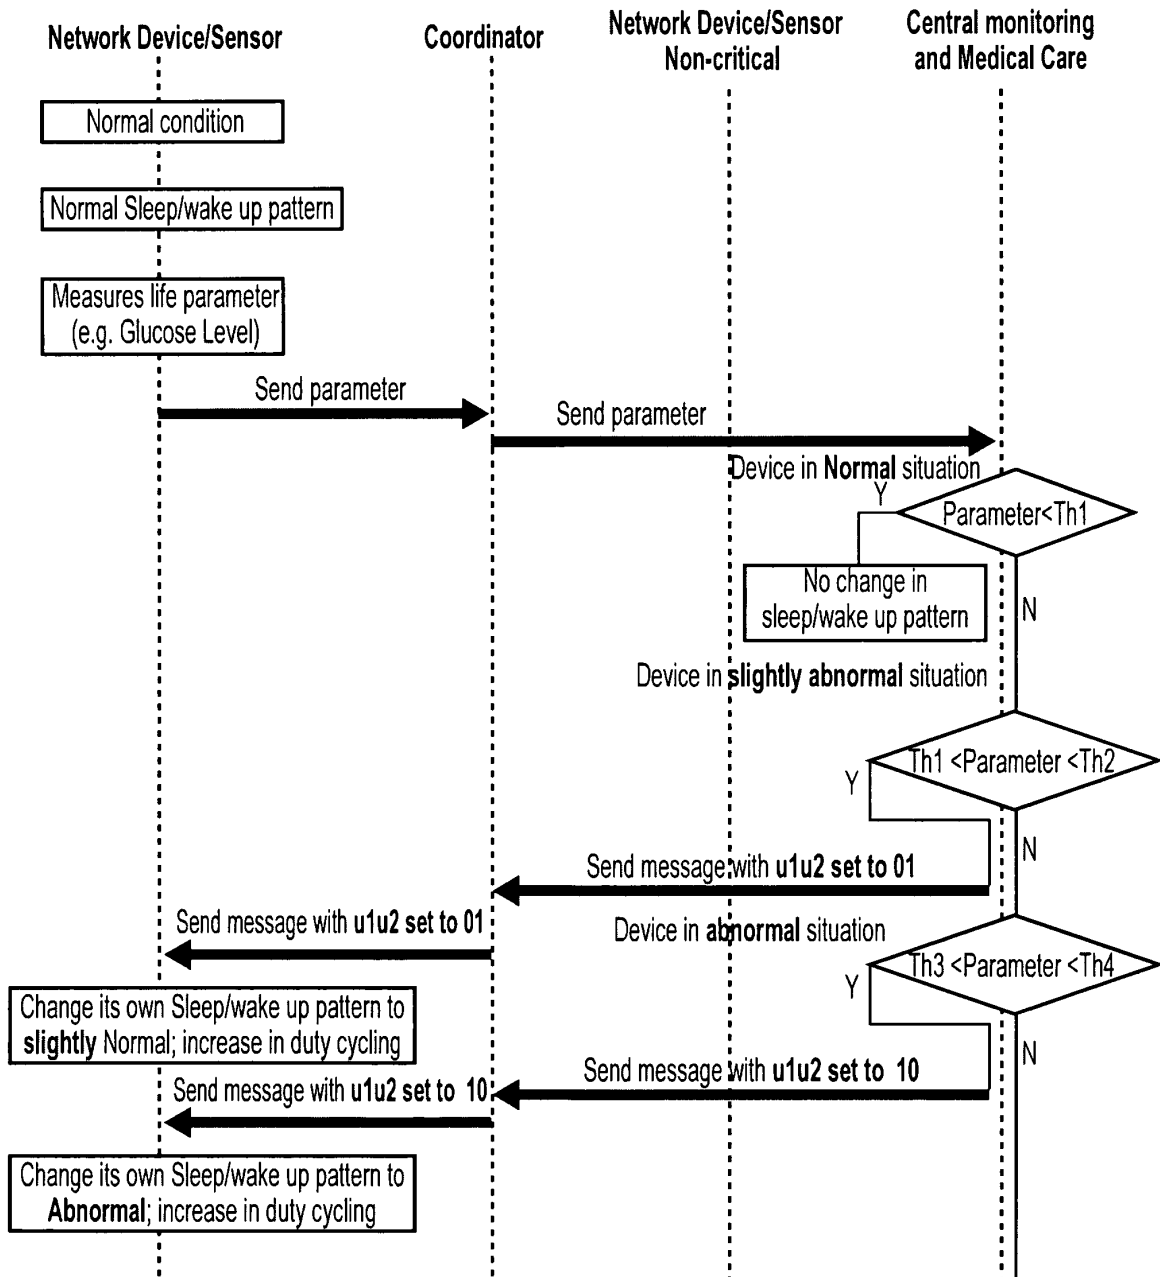 Network Device/Sensor
Coordinator
Network Device/Sensor
Non-critical
Central monitoring
and Medical Care
Normal condition
Normal Sleep/wake up pattern
Measures life parameter
(e.g. Glucose Level)
Send parameter
Send parameter
Device in Normal situation
Y
Parameter<Th1
No change in
sleep/wake up pattern
N
Device in slightly abnormal situation
Th1 <Parameter <Th2
Y
N
Send message with u1u2 set to 01
Send message with u1u2 set to 01
Device in abnormal situation
Th3 <Parameter <Th4
Y
Change its own Sleep/wake up pattern to
slightly Normal; increase in duty cycling
N
Send message with u1u2 set to 10
Send message with u1u2 set to 10
Change its own Sleep/wake up pattern to
Abnormal; increase in duty cycling